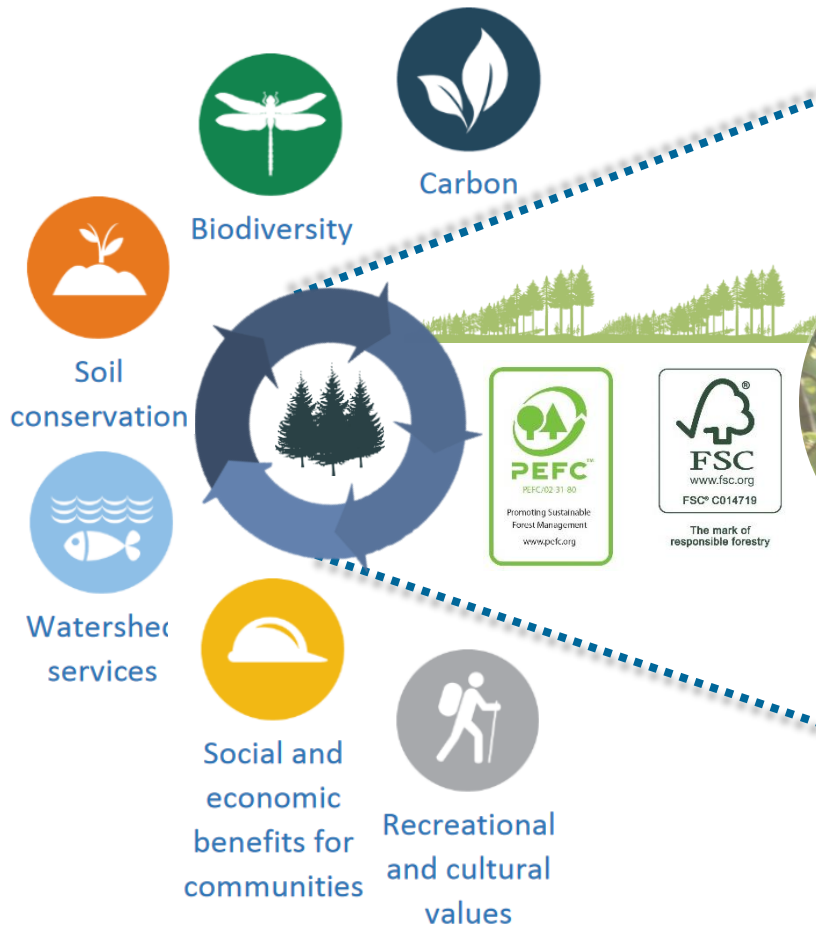 Carbon
Biodiversity
Soil
conservation
Watershed
services
Social and
economic
benefits for
communities
Recreational
and cultural
values
PEFC™
PEFC/02 31-80
Promoting Sustainable
Forest Management
www.pefc.org
®
FSC
www.fsc.org
FSC® C014719
The mark of
responsible forestry